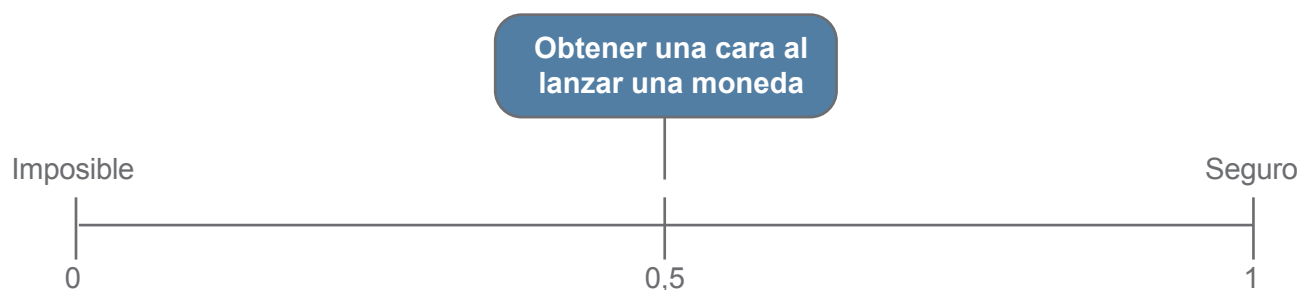 Obtener una cara al
lanzar una moneda
Imposible
Seguro
0
0,5
1